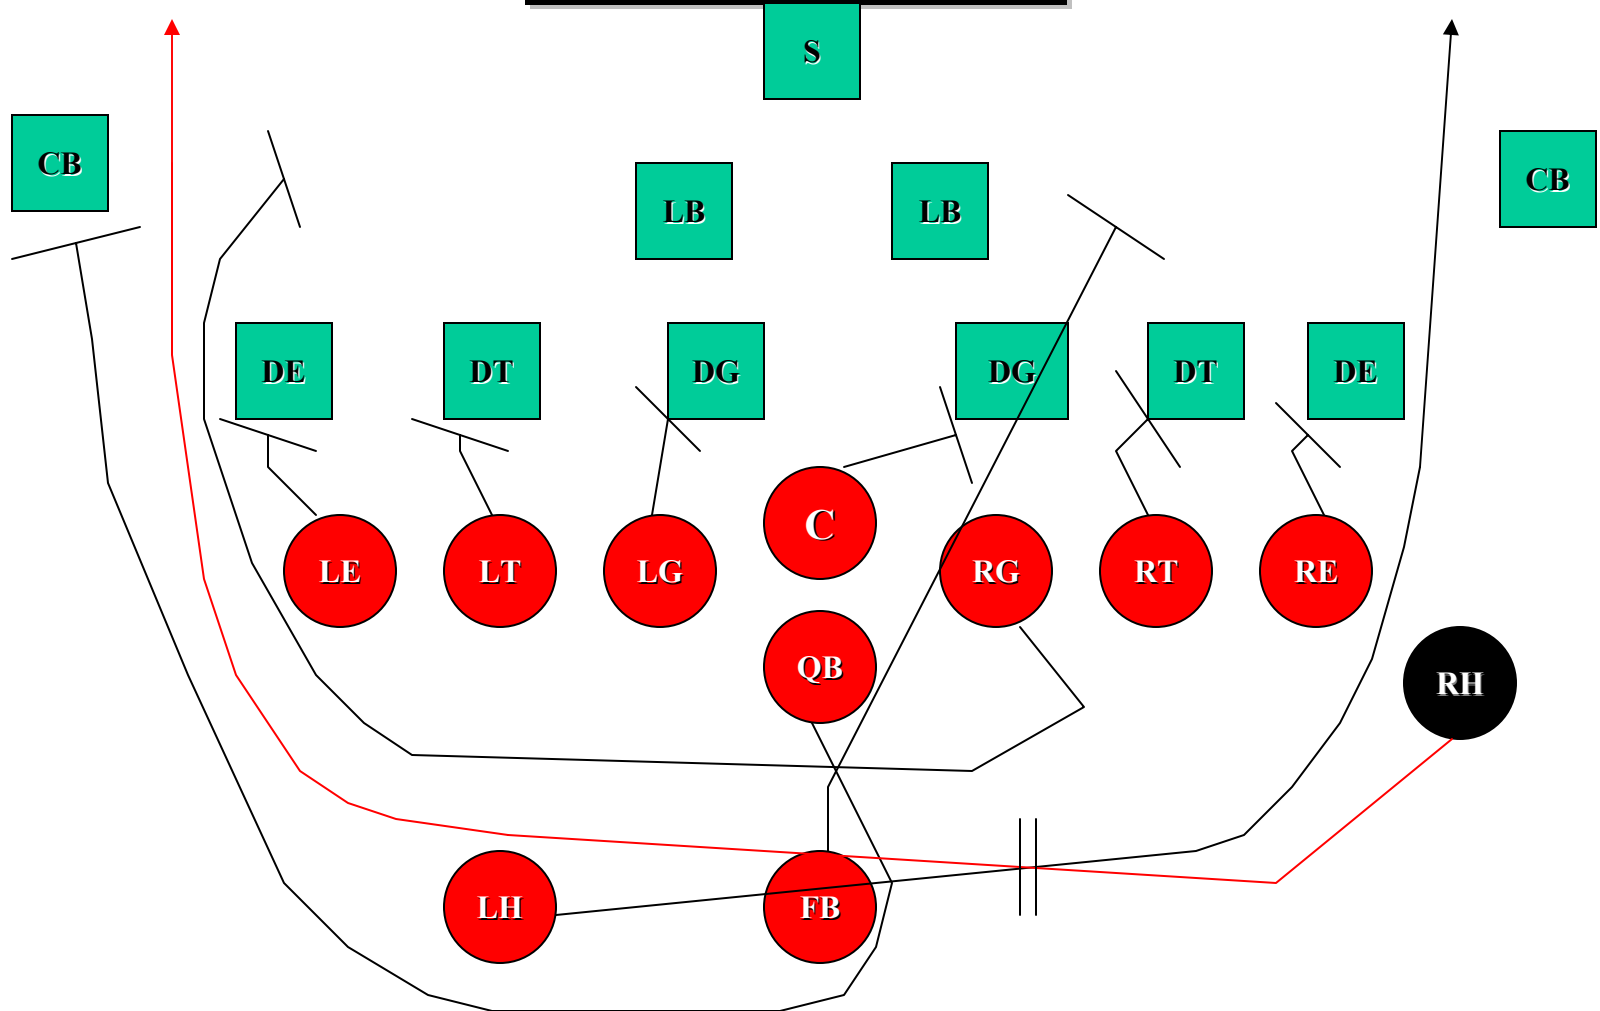 S
CB
CB
LB
LB
DE
DT
DG
DG
DT
DE
C
LE
LT
LG
RG
RT
RE
QB
RH
LH
FB